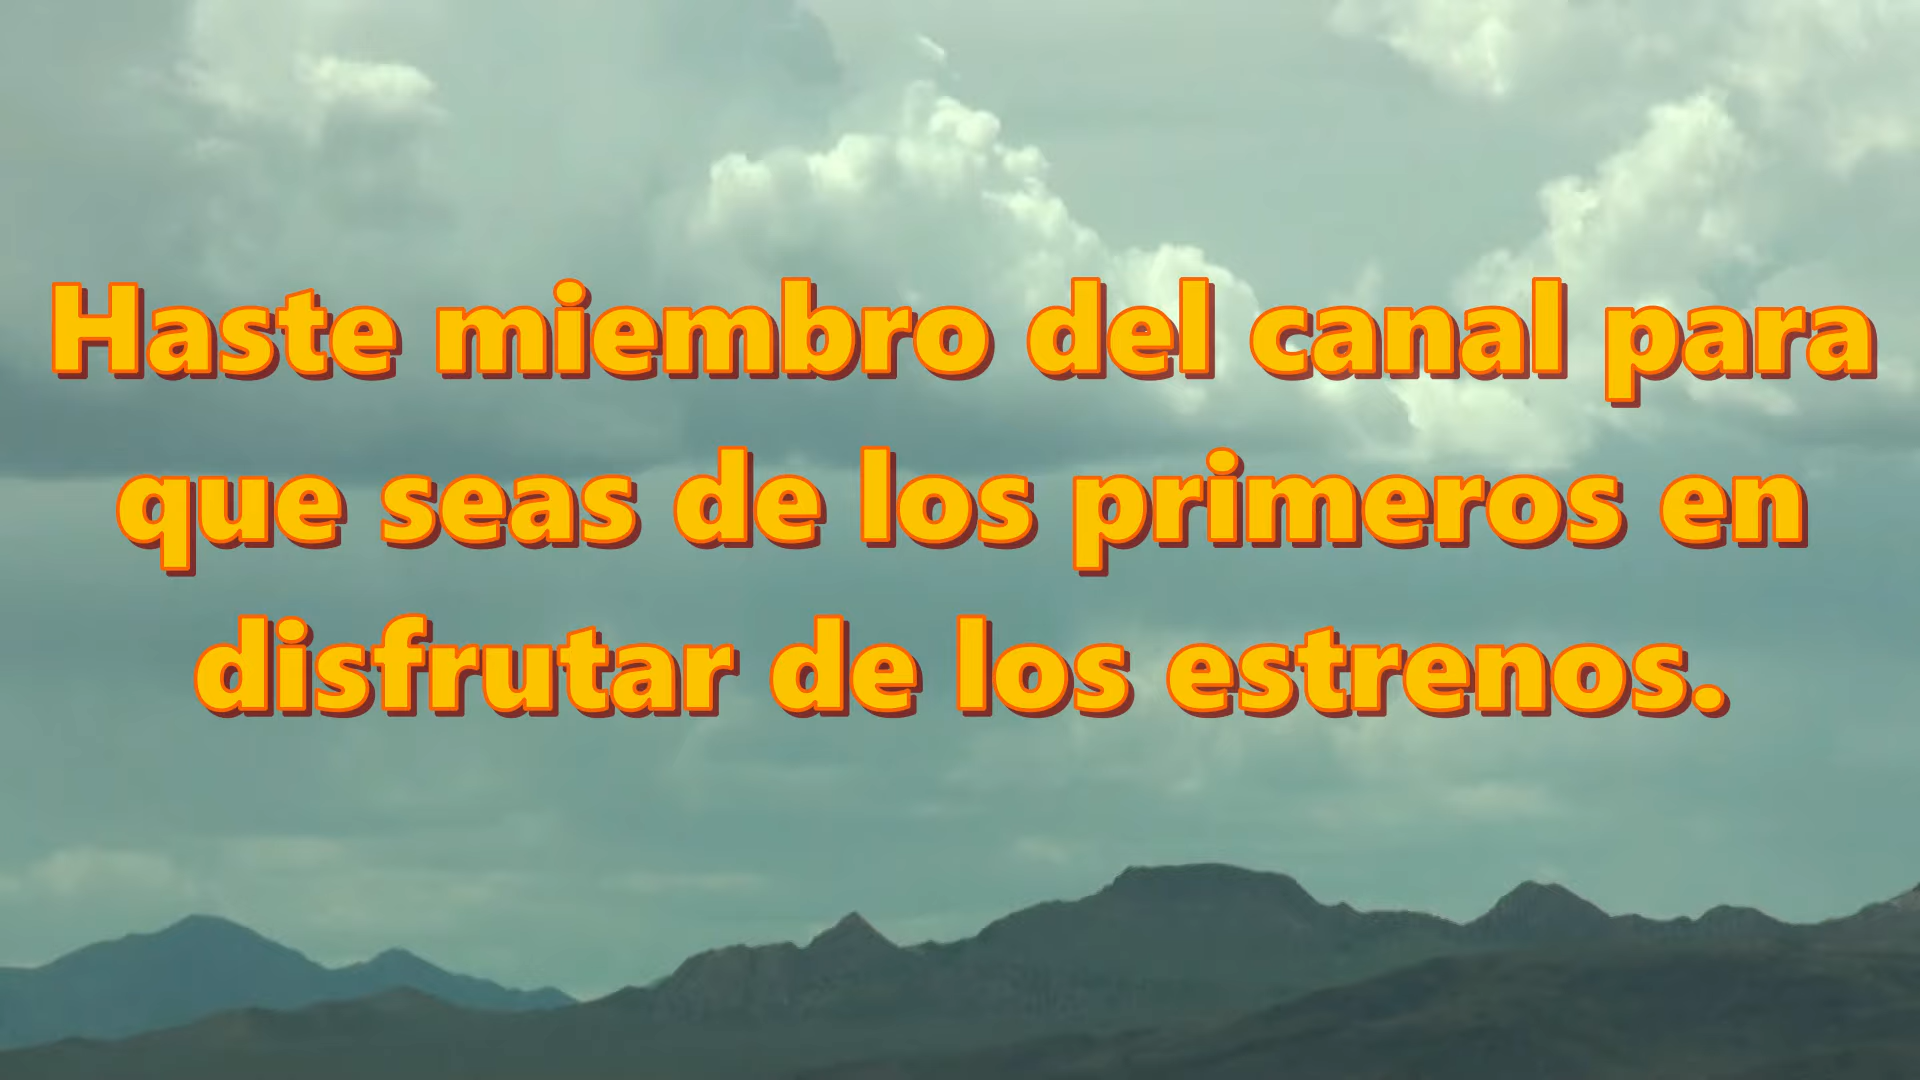 Haste miembro del canal para
que seas de los primeros en
disfrutar de los estrenos.